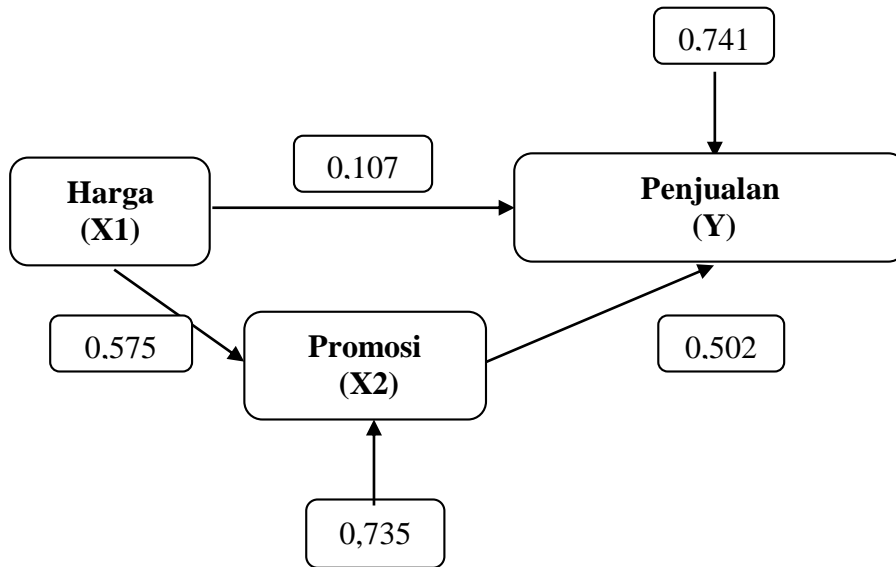 0,741
0,107
Harga
(X1)
Penjualan
(Y)
0,575
Promosi
(X2)
0,502
0,735